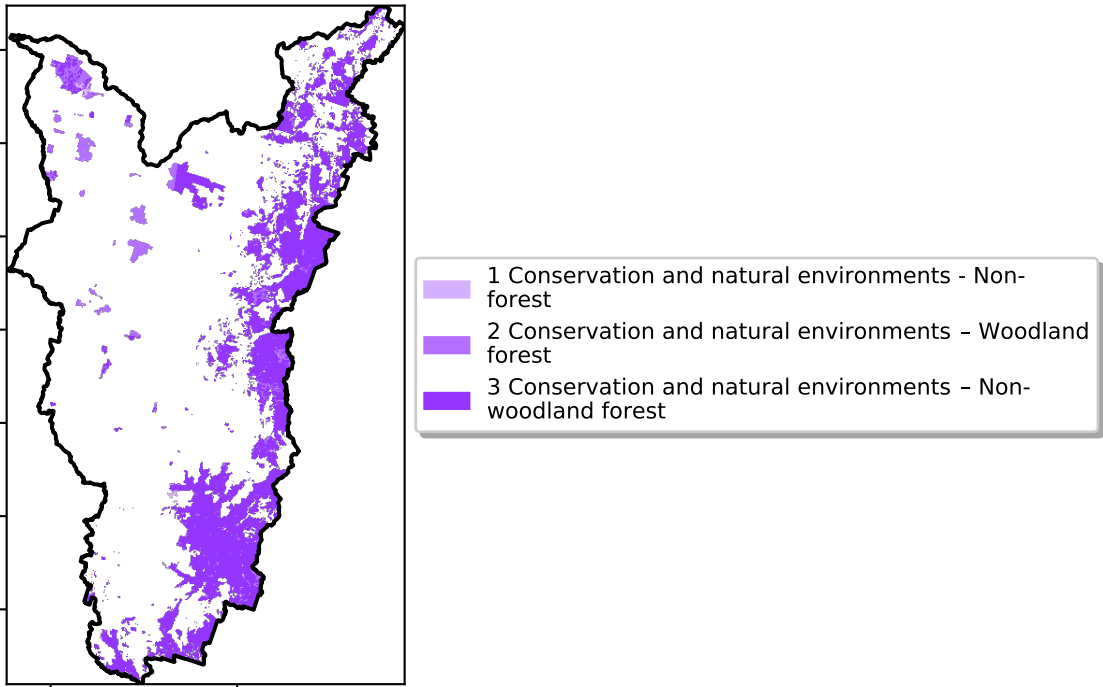 1 Conservation and natural environments - Non-
forest
2 Conservation and natural environments – Woodland
forest
3 Conservation and natural environments – Non-
woodland forest